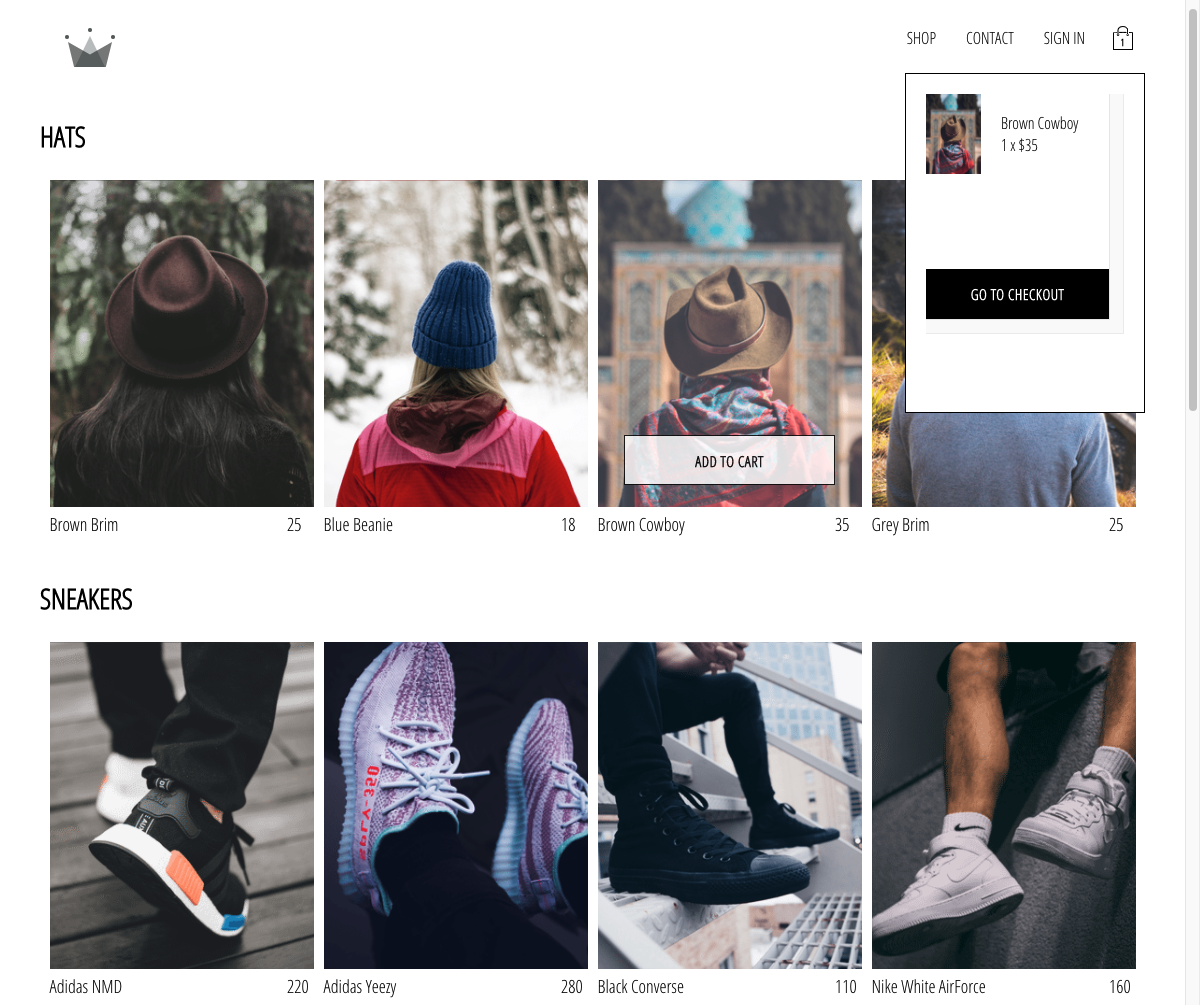 SHOP CONTACT SIGN IN 1
Brown Cowboy
1 x $35
GO TO CHECKOUT
HATS
ADD TO CART
Brown Brim 25 Blue Beanie 18 Brown Cowboy 35 Grey Brim 25
SNEAKERS
Adidas NMD 220 Adidas Yeezy 280 Black Converse 110 Nike White AirForce 160